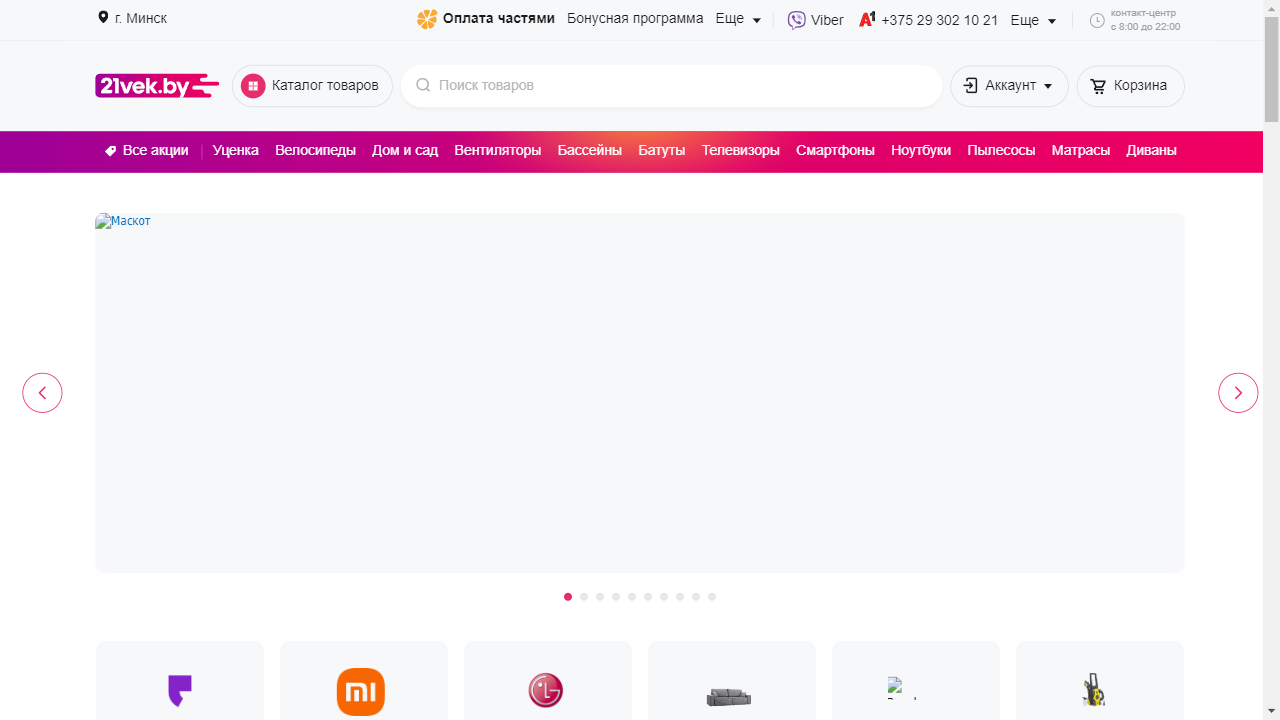 г. Минск
Оплата частями Бонусная программа Еще Viber A1 +375 29 302 10 21 Еще контакт-центр
с 8:00 до 22:00
21vek.by Каталог товаров Поиск товаров Аккаунт Корзина
Все акции Уценка Велосипеды Дом и сад Вентиляторы Бассейны Батуты Телевизоры Смартфоны Ноутбуки Пылесосы Матрасы Диваны
Маскот